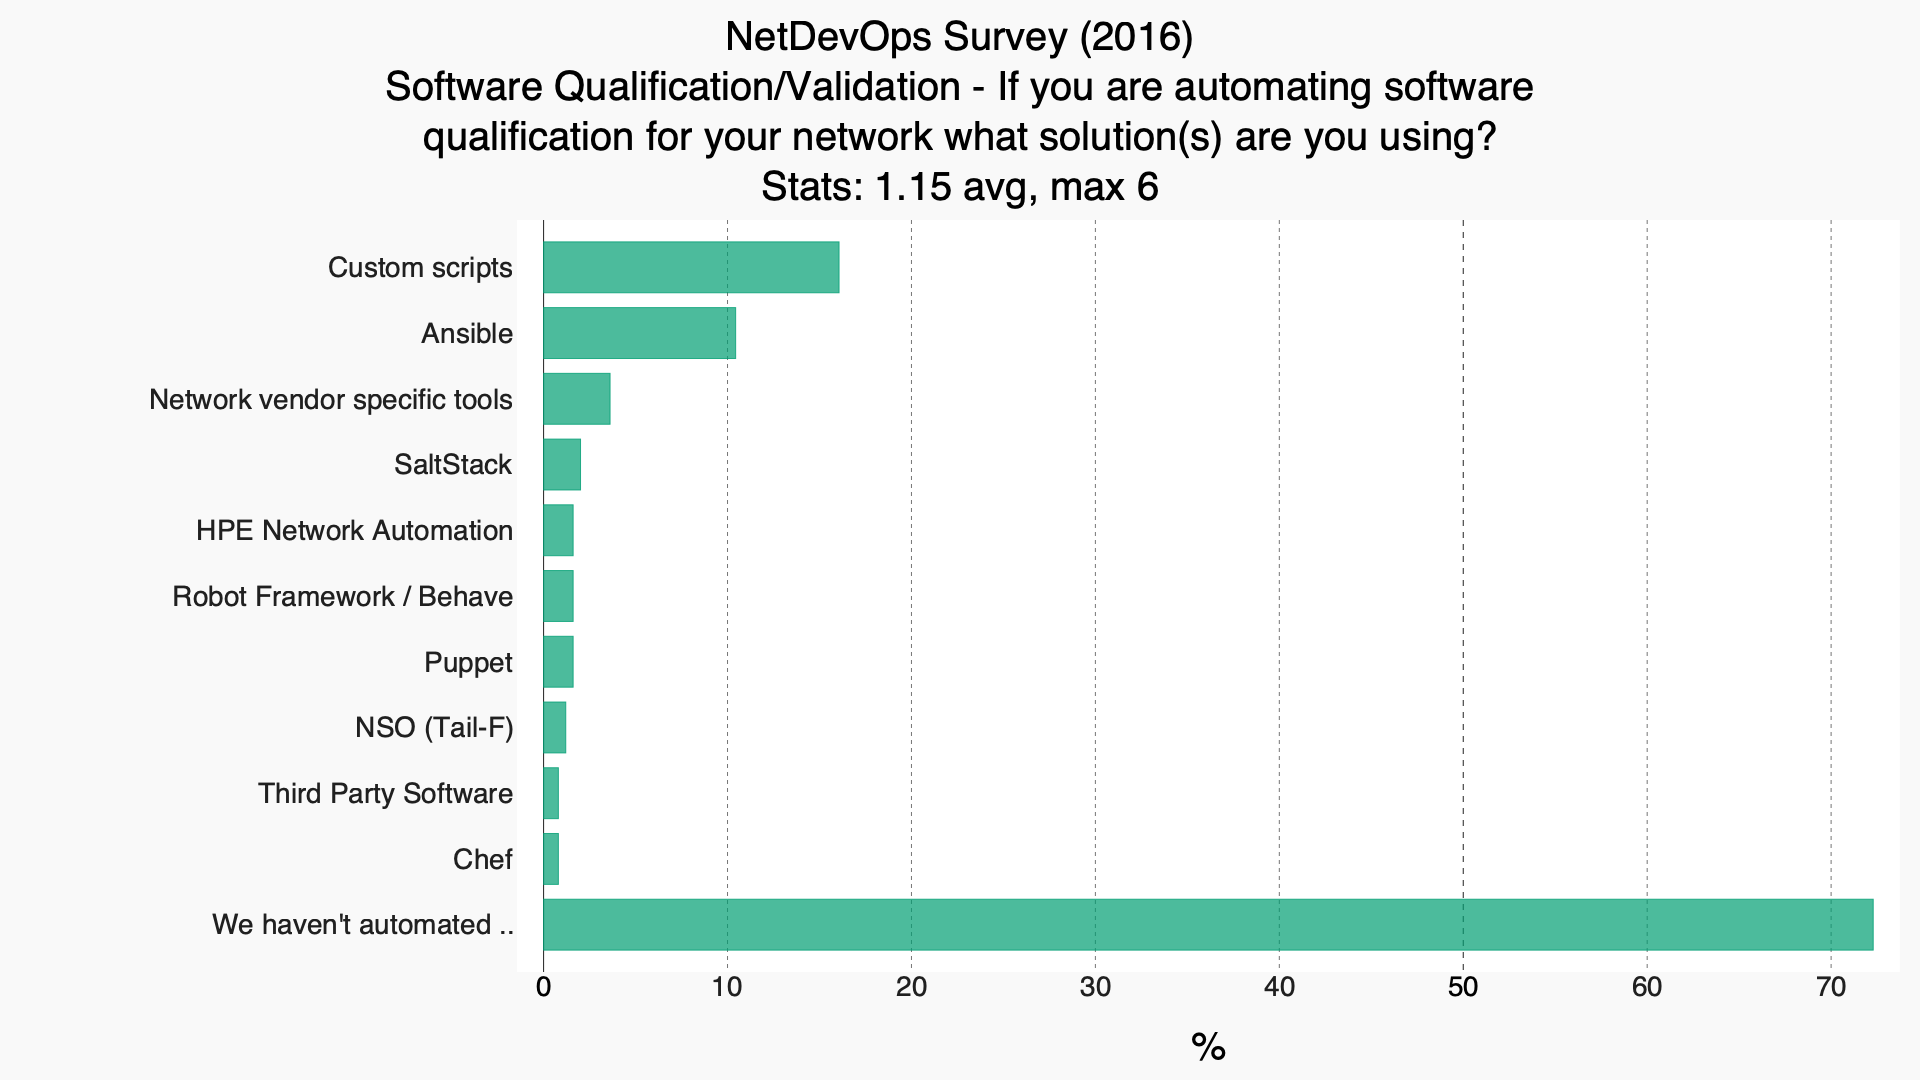 NetDevOps Survey (2016)
Software Qualification/Validation - If you are automating software
qualification for your network what solution(s) are you using?
Stats: 1.15 avg, max 6
Custom scripts
Ansible
Network vendor specific tools
SaltStack
HPE Network Automation
Robot Framework / Behave
Puppet
NSO (Tail-F)
Third Party Software
Chef
We haven't automated ..
0 10 20 30 40 50 60 70
%